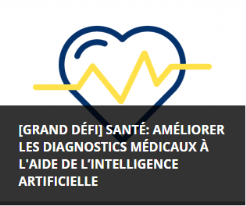 [GRAND DÉFI] SANTÉ: AMÉLIORER
LES DIAGNOSTICS MÉDICAUX À
L'AIDE DE L’INTELLIGENCE
ARTIFICIELLE